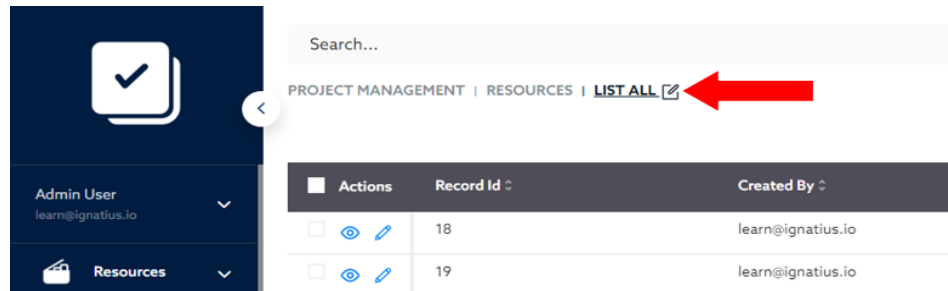 Search...
PROJECT MANAGEMENT | RESOURCES | LIST ALL
Admin User
learn@ignatius.io
Resources
Actions Record Id Created By
18 learn@ignatius.io
19 learn@ignatius.io